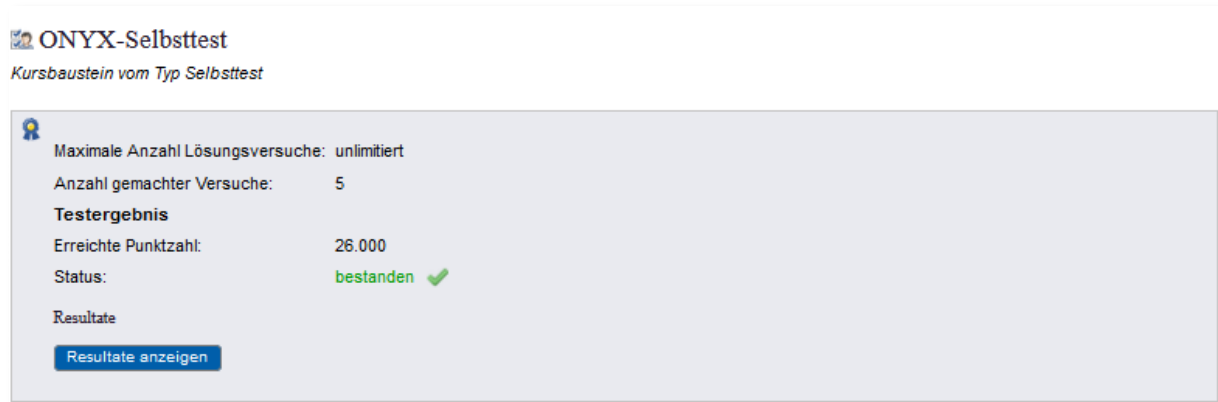 ONYX-Selbsttest
Kursbaustein vom Typ Selbsttest
Maximale Anzahl Lösungsversuche: unlimitiert
Anzahl gemachter Versuche: 5
Testergebnis
Erreichte Punktzahl: 26.000
Status: bestanden
Resultate
Resultate anzeigen